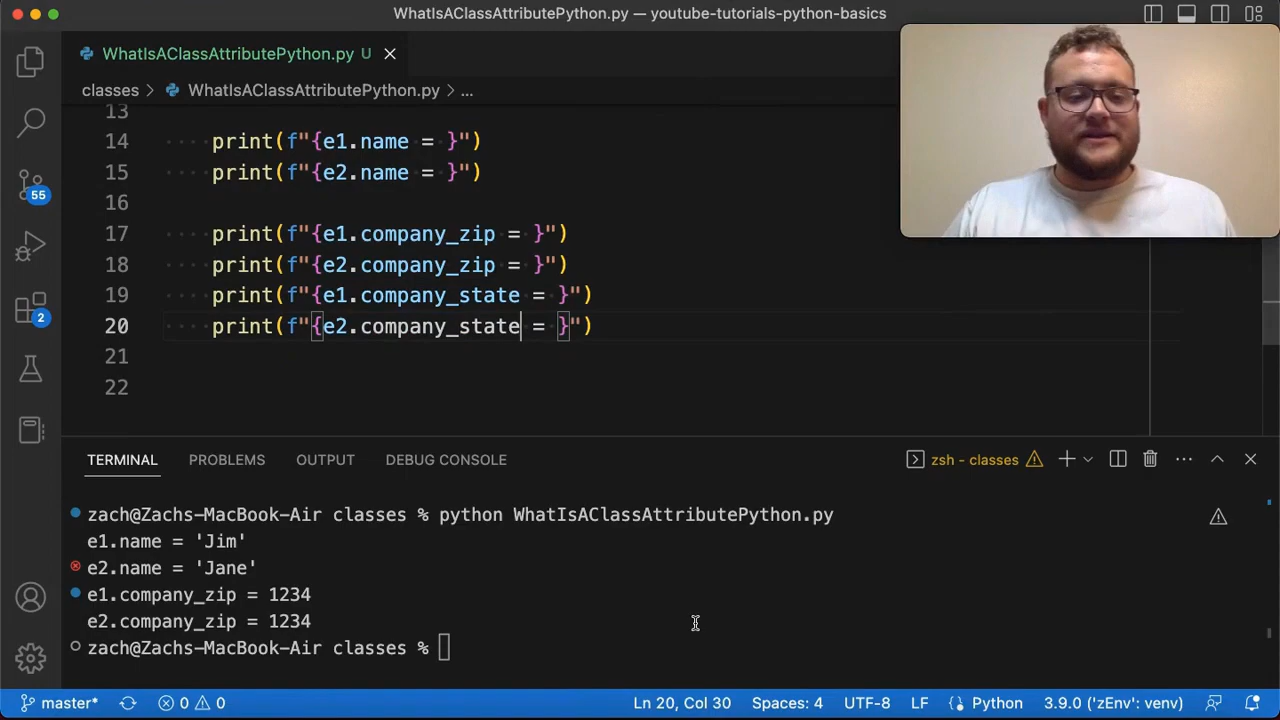 WhatIsAClassAttributePython.py — youtube-tutorials-python-basics
WhatIsAClassAttributePython.py U
classes > WhatIsAClassAttributePython.py > ...
13
14 print(f"{e1.name = }")
15 print(f"{e2.name = }")
16
17 print(f"{e1.company_zip = }")
18 print(f"{e2.company_zip = }")
19 print(f"{e1.company_state = }")
20 print(f"{e2.company_state = }")
21
22
55
2
TERMINAL PROBLEMS OUTPUT DEBUG CONSOLE zsh - classes
zach@Zachs-MacBook-Air classes % python WhatIsAClassAttributePython.py
e1.name = 'Jim'
e2.name = 'Jane'
e1.company_zip = 1234
e2.company_zip = 1234
zach@Zachs-MacBook-Air classes %
master* 0 0 Ln 20, Col 30 Spaces: 4 UTF-8 LF Python 3.9.0 ('zEnv': venv)